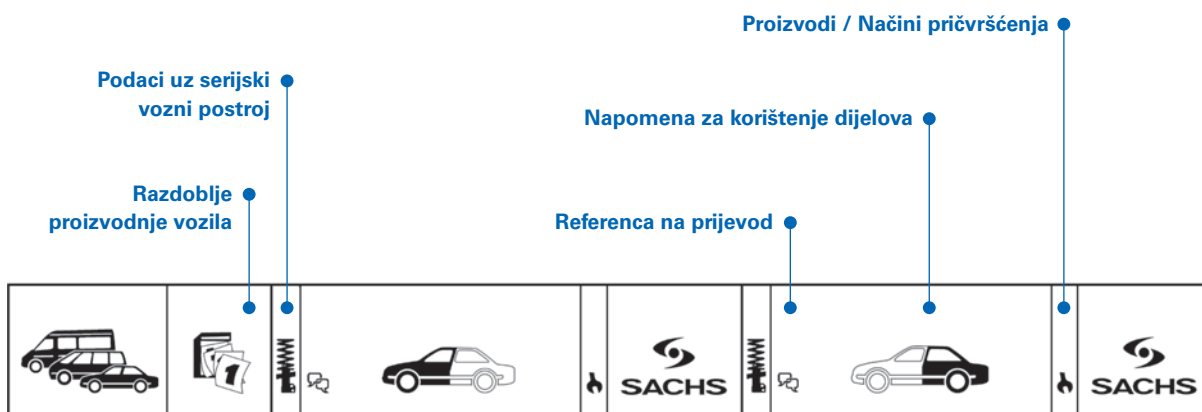 Proizvodi / Načini pričvršćenja
Podaci uz serijski
vozni postroj
Napomena za korištenje dijelova
Razdoblje
proizvodnje vozila
Referenca na prijevod
1
SACHS
SACHS